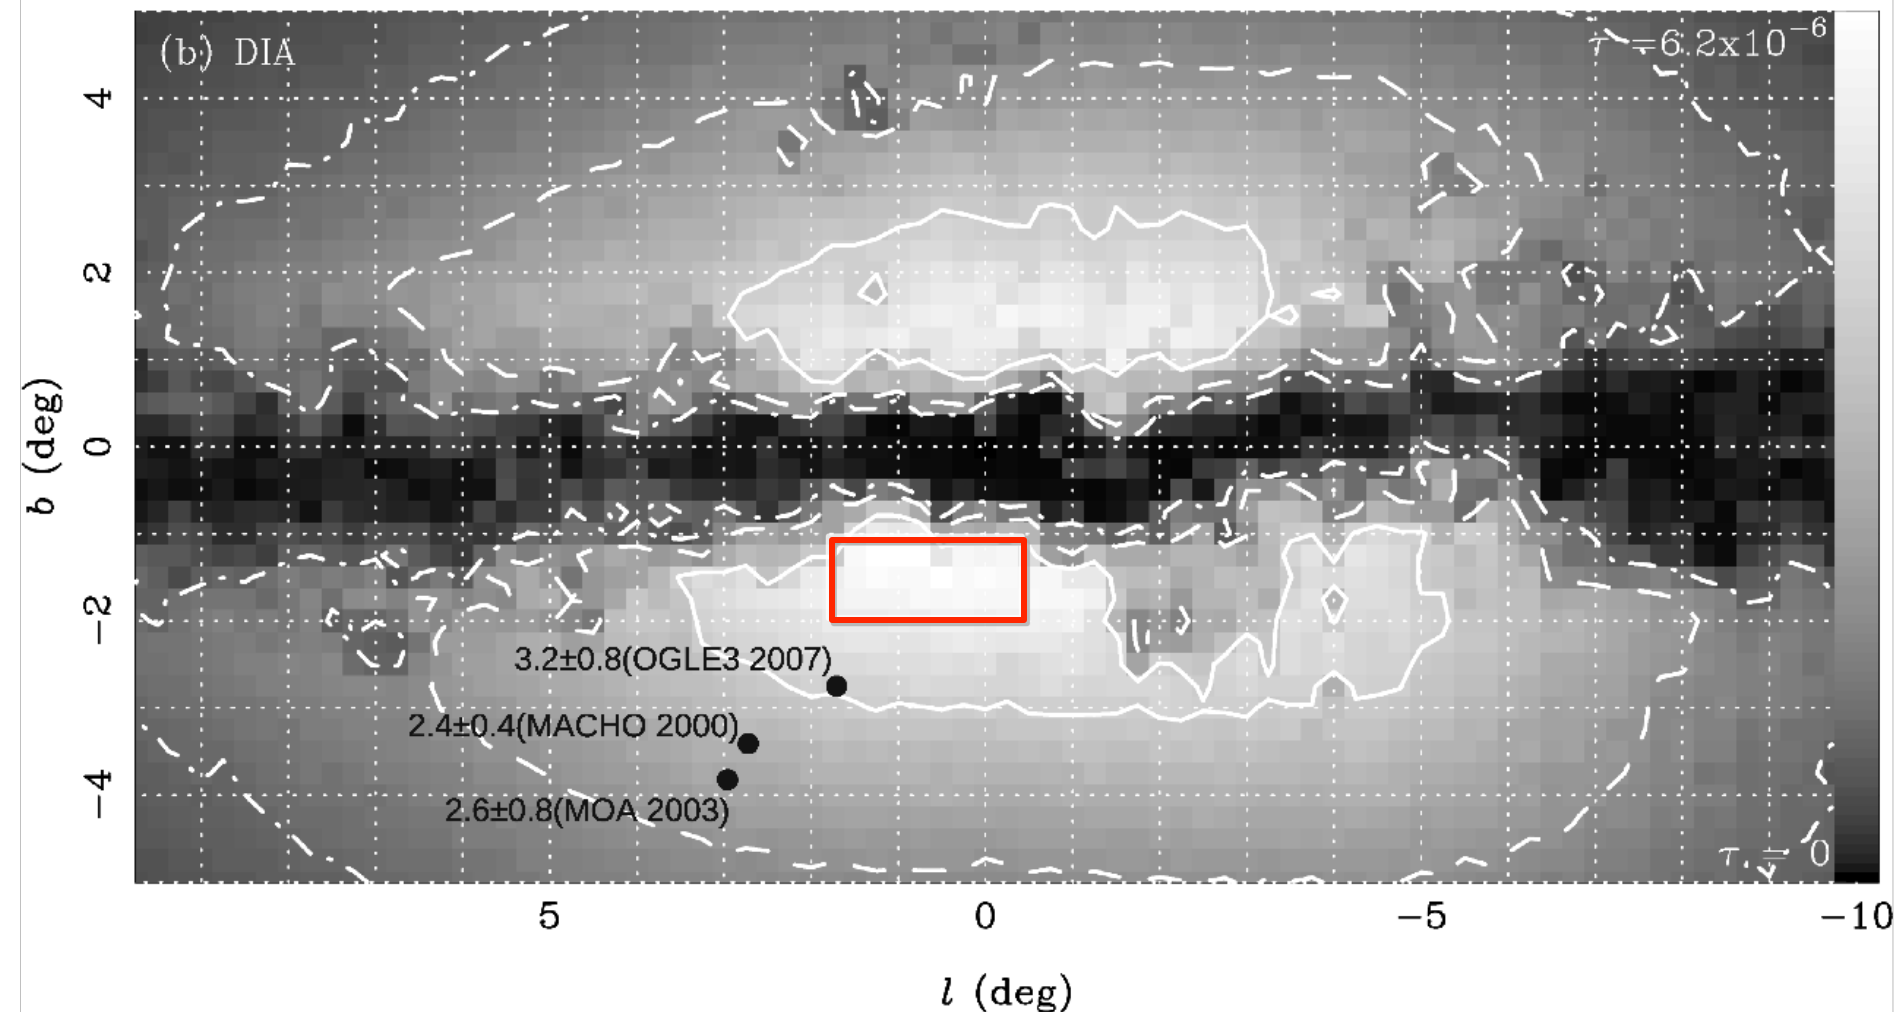 (b) DIA
τ =6.2x10−6
4
2
0
−2
−4
b (deg)
3.2±0.8(OGLE3 2007)
2.4±0.4(MACHO 2000)
2.6±0.8(MOA 2003)
τ = 0
5
0
−5
−10
l (deg)